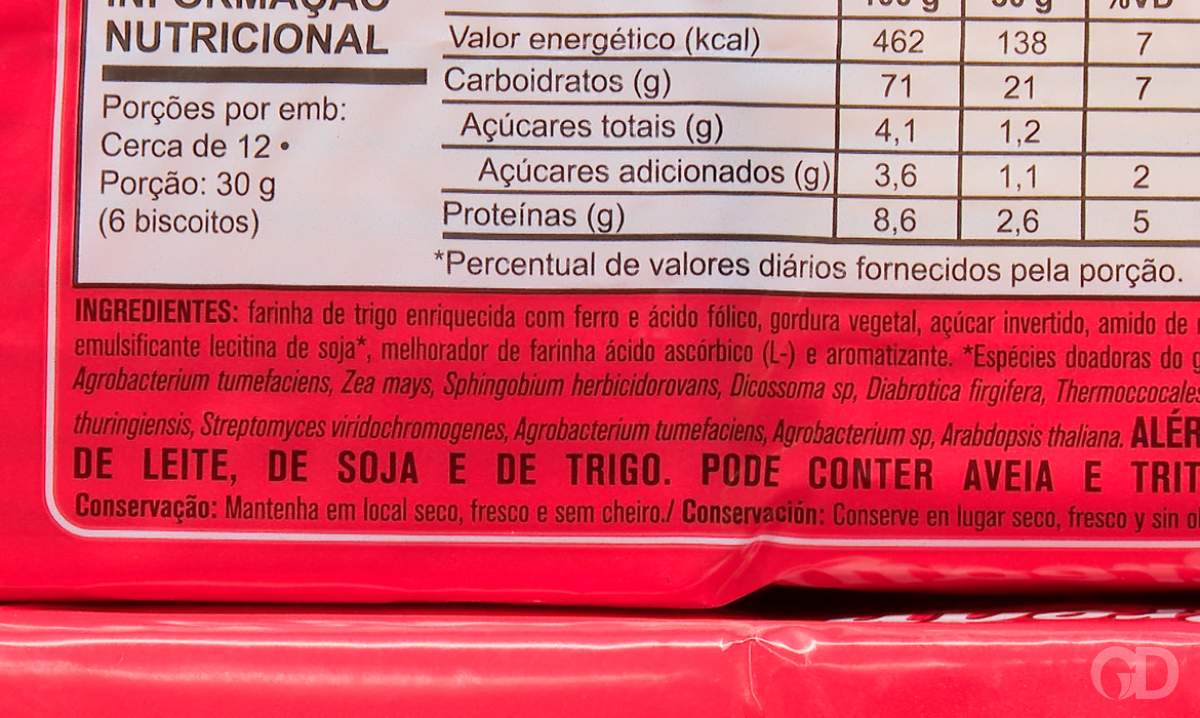 INFORMAÇÃO
NUTRICIONAL
Porções por emb:
Cerca de 12 •
Porção: 30 g
(6 biscoitos)
100 g 30 g %VD
Valor energético (kcal) 462 138 7
Carboidratos (g) 71 21 7
Açúcares totais (g) 4,1 1,2
Açúcares adicionados (g) 3,6 1,1 2
Proteínas (g) 8,6 2,6 5
*Percentual de valores diários fornecidos pela porção.
INGREDIENTES: farinha de trigo enriquecida com ferro e ácido fólico, gordura vegetal, açúcar invertido, amido de
emulsificante lecitina de soja*, melhorador de farinha ácido ascórbico (L-) e aromatizante. *Espécies doadoras do
Agrobacterium tumefaciens, Zea mays, Sphingobium herbicidorovans, Dicossoma sp, Diabrotica firgifera, Thermoccocales
thuringiensis, Streptomyces viridochromogenes, Agrobacterium tumefaciens, Agrobacterium sp, Arabdopsis thaliana. ALÉR
DE LEITE, DE SOJA E DE TRIGO. PODE CONTER AVEIA E TRIT
Conservação: Mantenha em local seco, fresco e sem cheiro./ Conservación: Conserve en lugar seco, fresco y sin
GD